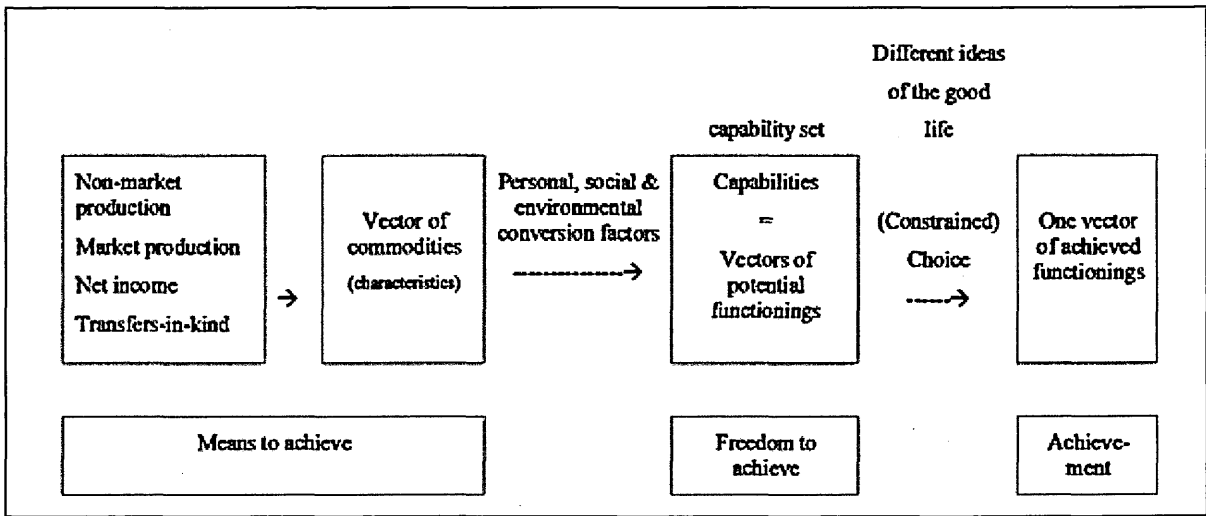 Non-market
production
Market production
Net income
Transfers-in-kind
→
Vector of
commodities
(characteristics)
Personal, social &
environmental
conversion factors
capability set
Capabilities
=
Vectors of
potential
functionings
Different ideas
of the good
life
(Constrained)
Choice
One vector
of achieved
functionings
Means to achieve
Freedom to
achieve
Achieve-
ment